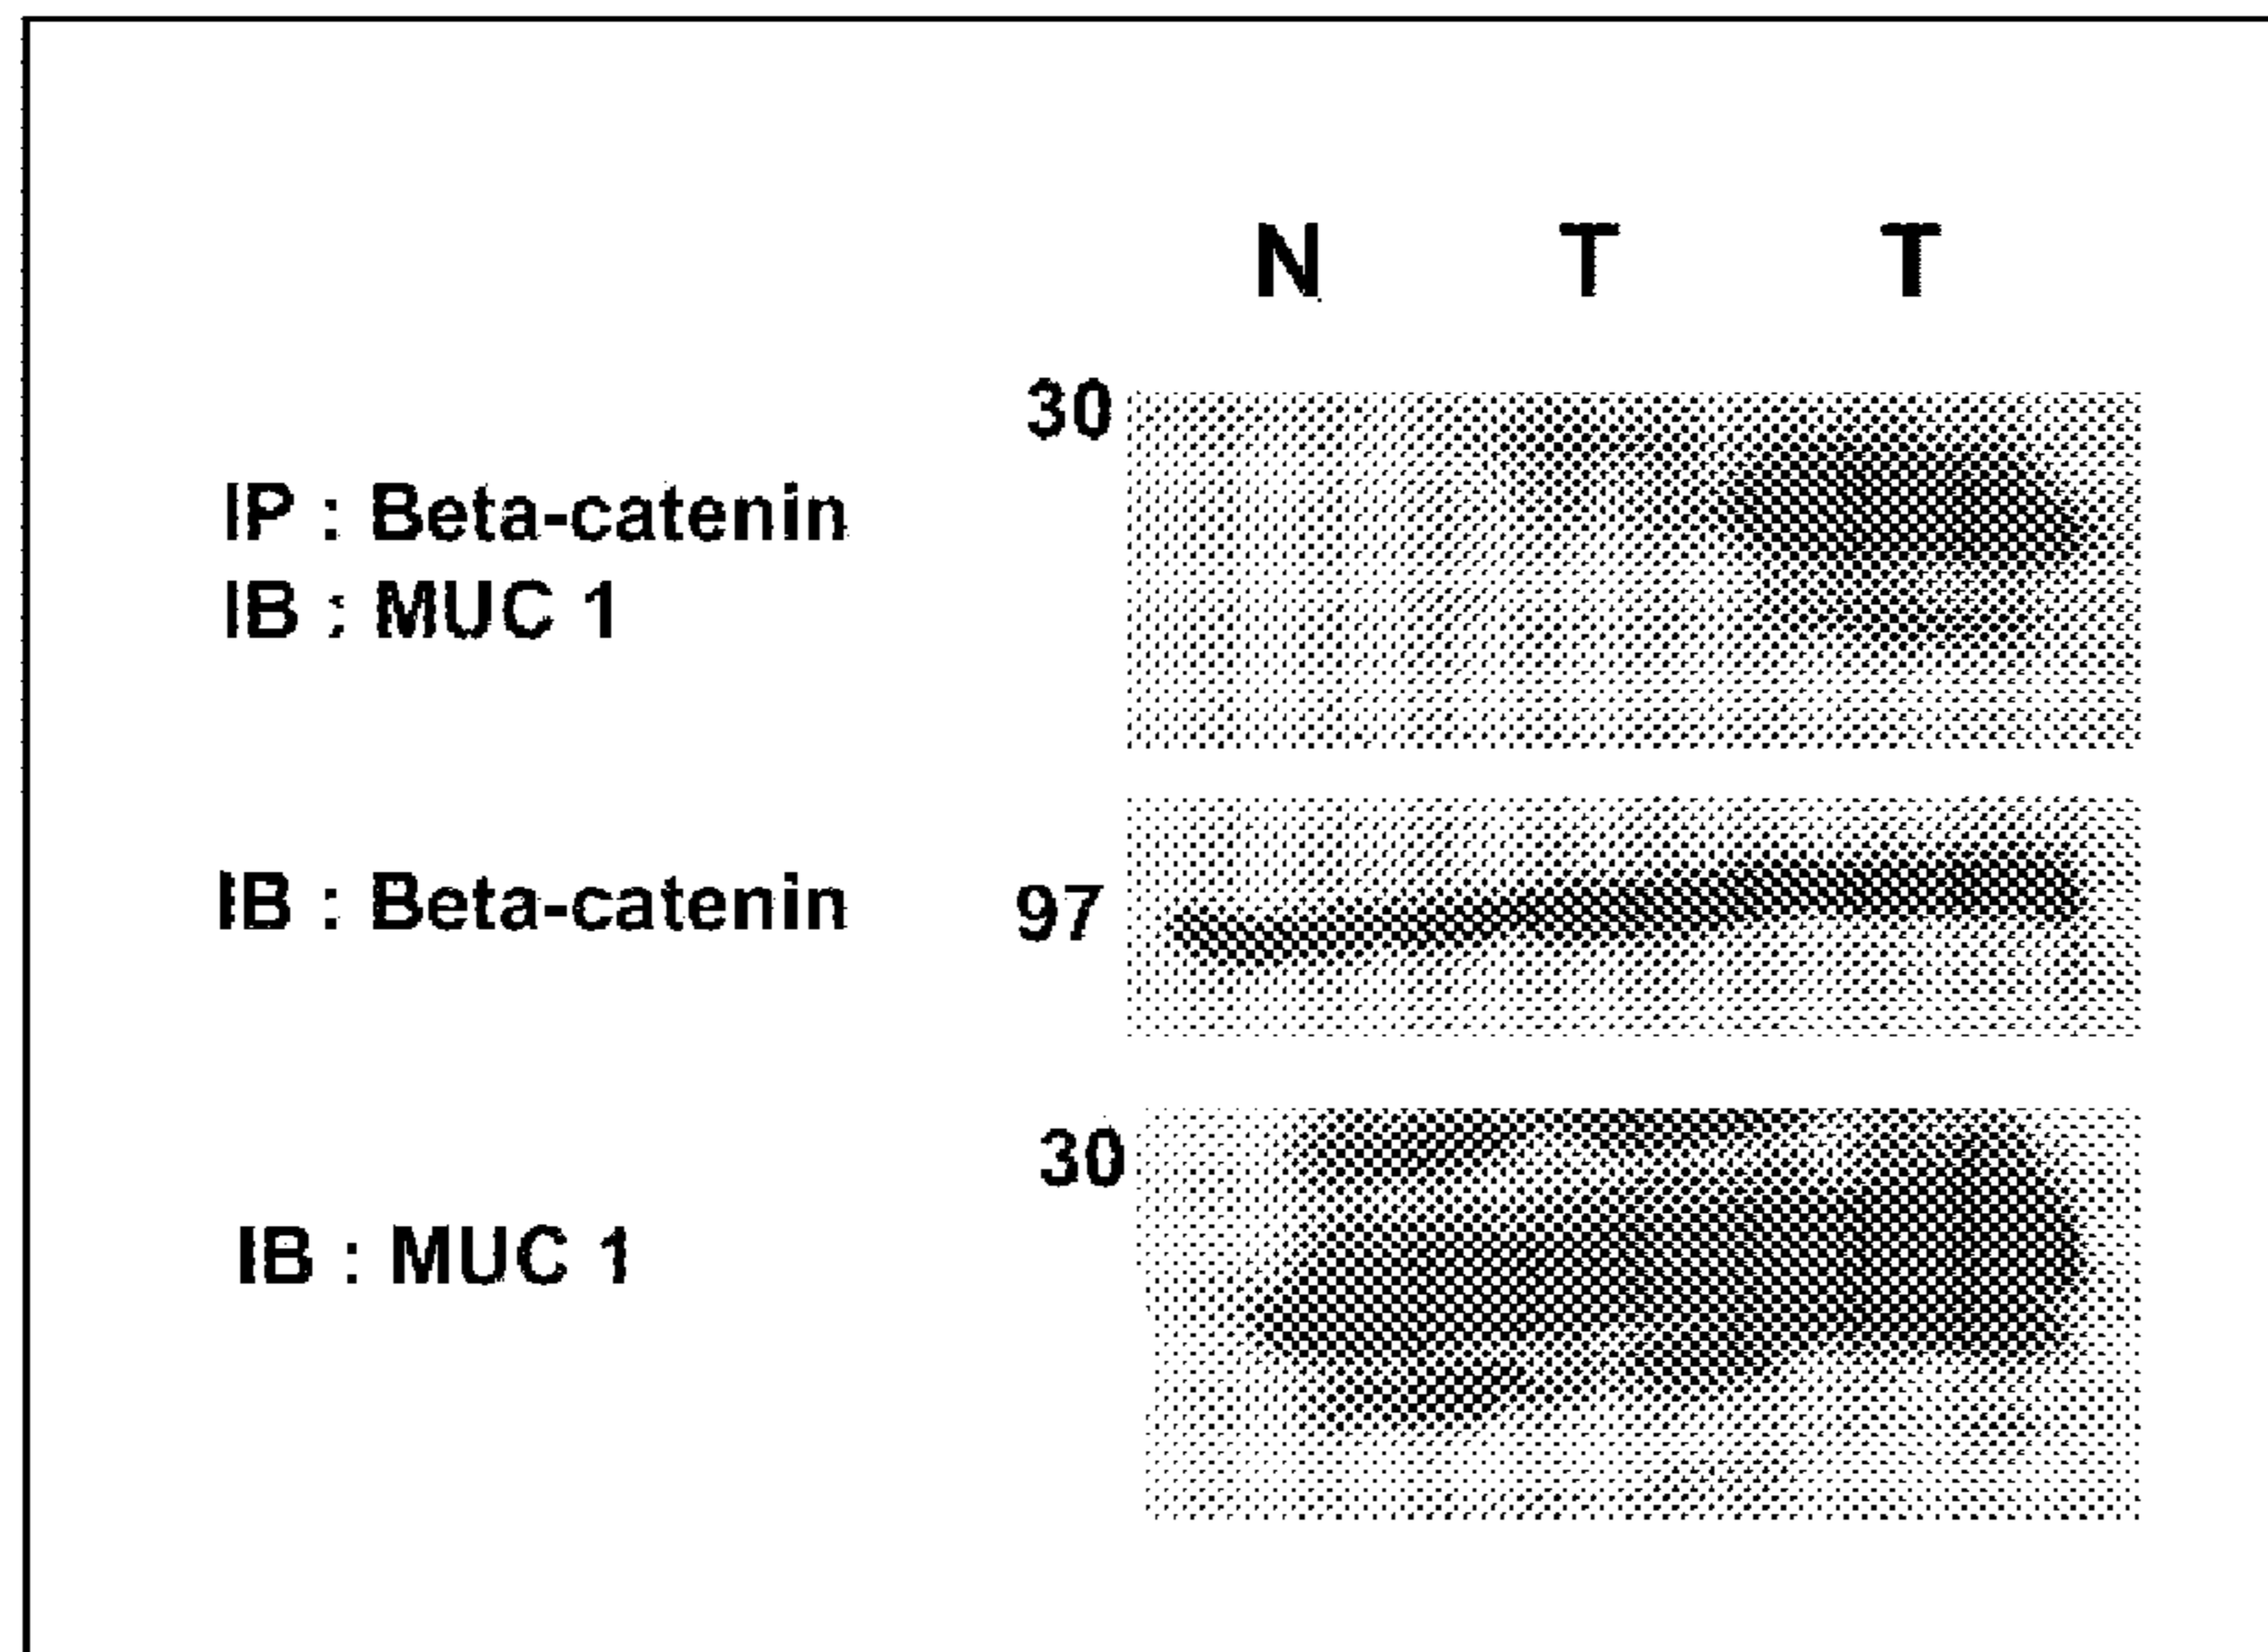 N T T
30
IP : Beta-catenin
IB : MUC 1
IB : Beta-catenin 97
30
IB : MUC 1